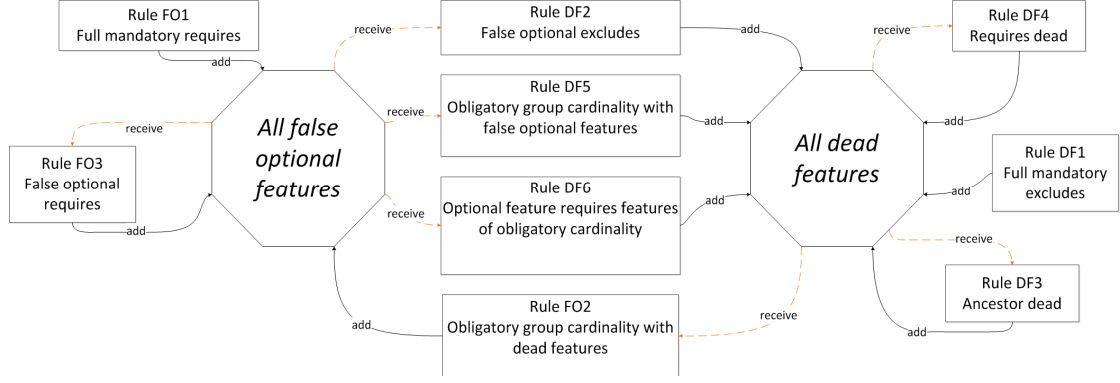 Rule FO1
Full mandatory requires
add
receive
Rule FO3
False optional
requires
add
All false
optional
features
receive
Rule DF2
False optional excludes
add
receive
Rule DF5
Obligatory group cardinality with
false optional features
add
receive
Rule DF6
Optional feature requires features
of obligatory cardinality
add
add
Rule FO2
Obligatory group cardinality with
dead features
receive
All dead
features
receive
Rule DF4
Requires dead
add
Rule DF1
Full mandatory
excludes
add
receive
Rule DF3
Ancestor dead
add